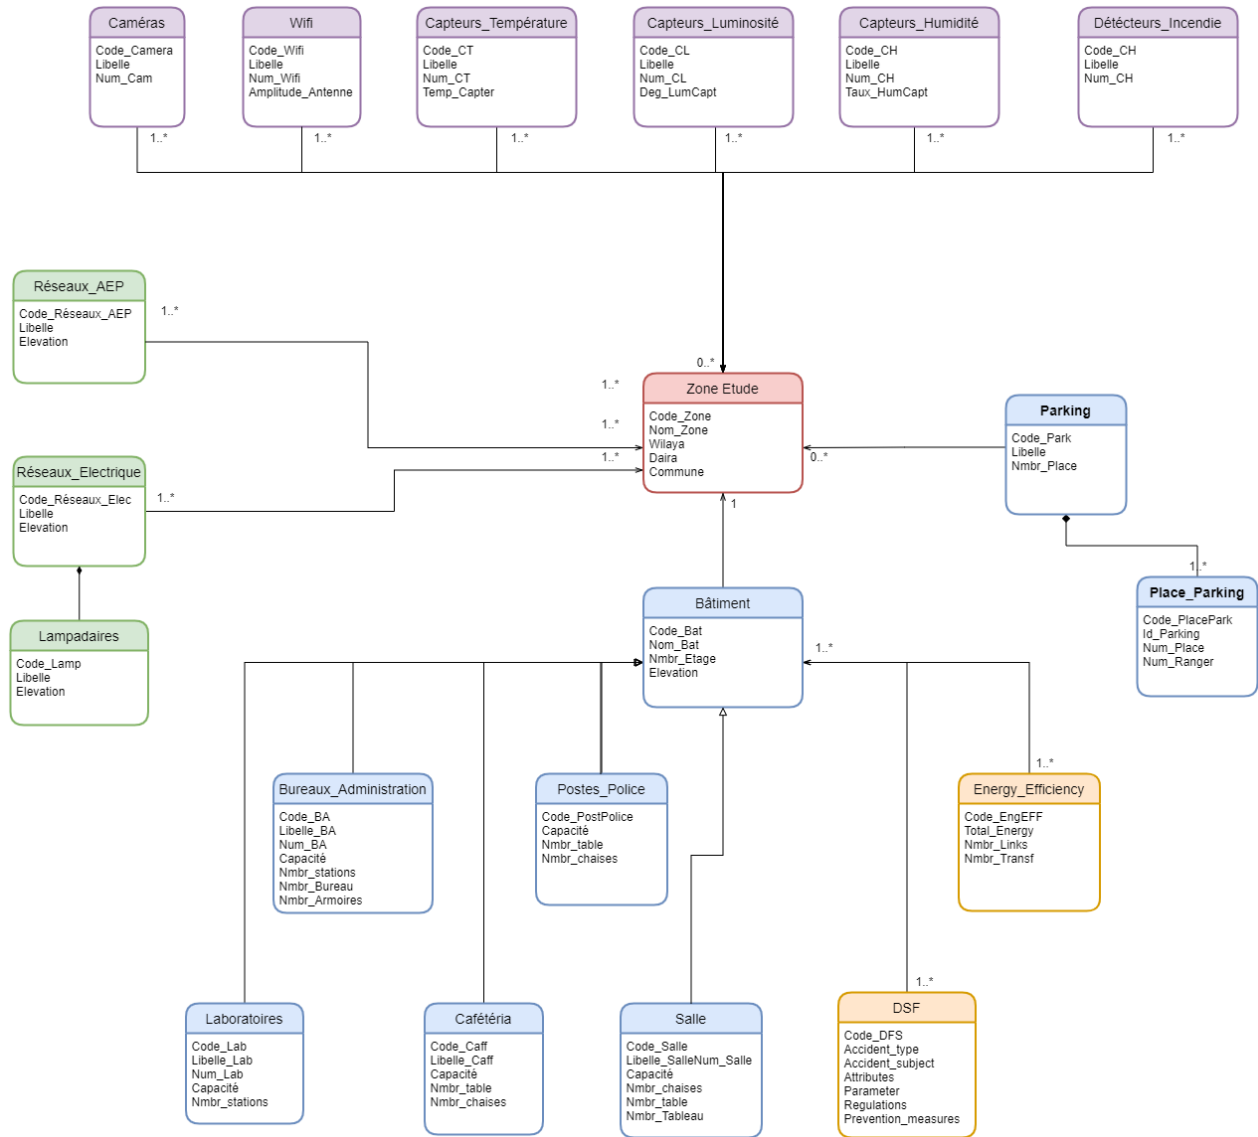 Caméras
Code_Camera
Libelle
Num_Cam
1..*
Wifi
Code_Wifi
Libelle
Num_Wifi
Amplitude_Antenne
1..*
Capteurs_Température
Code_CT
Libelle
Num_CT
Temp_Capter
1..*
Capteurs_Luminosité
Code_CL
Libelle
Num_CL
Deg_LumCapt
1..*
Capteurs_Humidité
Code_CH
Libelle
Num_CH
Taux_HumCapt
1..*
Détécteurs_Incendie
Code_CH
Libelle
Num_CH
1..*
Réseaux_AEP
Code_Réseaux_AEP
Libelle
Elevation
1..*
0..*
1..*
1..*
1..*
Zone Etude
Code_Zone
Nom_Zone
Wilaya
Daira
Commune
0..*
1
Parking
Code_Park
Libelle
Nmbr_Place
1..*
Place_Parking
Code_PlacePark
Id_Parking
Num_Place
Num_Ranger
Réseaux_Electrique
Code_Réseaux_Elec
Libelle
Elevation
1..*
Lampadaires
Code_Lamp
Libelle
Elevation
Bâtiment
Code_Bat
Nom_Bat
Nmbr_Etage
Elevation
1..*
Bureaux_Administration
Code_BA
Libelle_BA
Num_BA
Capacité
Nmbr_stations
Nmbr_Bureau
Nmbr_Armoires
Postes_Police
Code_PostPolice
Capacité
Nmbr_table
Nmbr_chaises
1..*
Energy_Efficiency
Code_EngEFF
Total_Energy
Nmbr_Links
Nmbr_Transf
Laboratoires
Code_Lab
Libelle_Lab
Num_Lab
Capacité
Nmbr_stations
Cafétéria
Code_Caff
Libelle_Caff
Capacité
Nmbr_table
Nmbr_chaises
Salle
Code_Salle
Libelle_SalleNum_Salle
Capacité
Nmbr_chaises
Nmbr_table
Nmbr_Tableau
1..*
DSF
Code_DFS
Accident_type
Accident_subject
Attributes
Parameter
Regulations
Prevention_measures